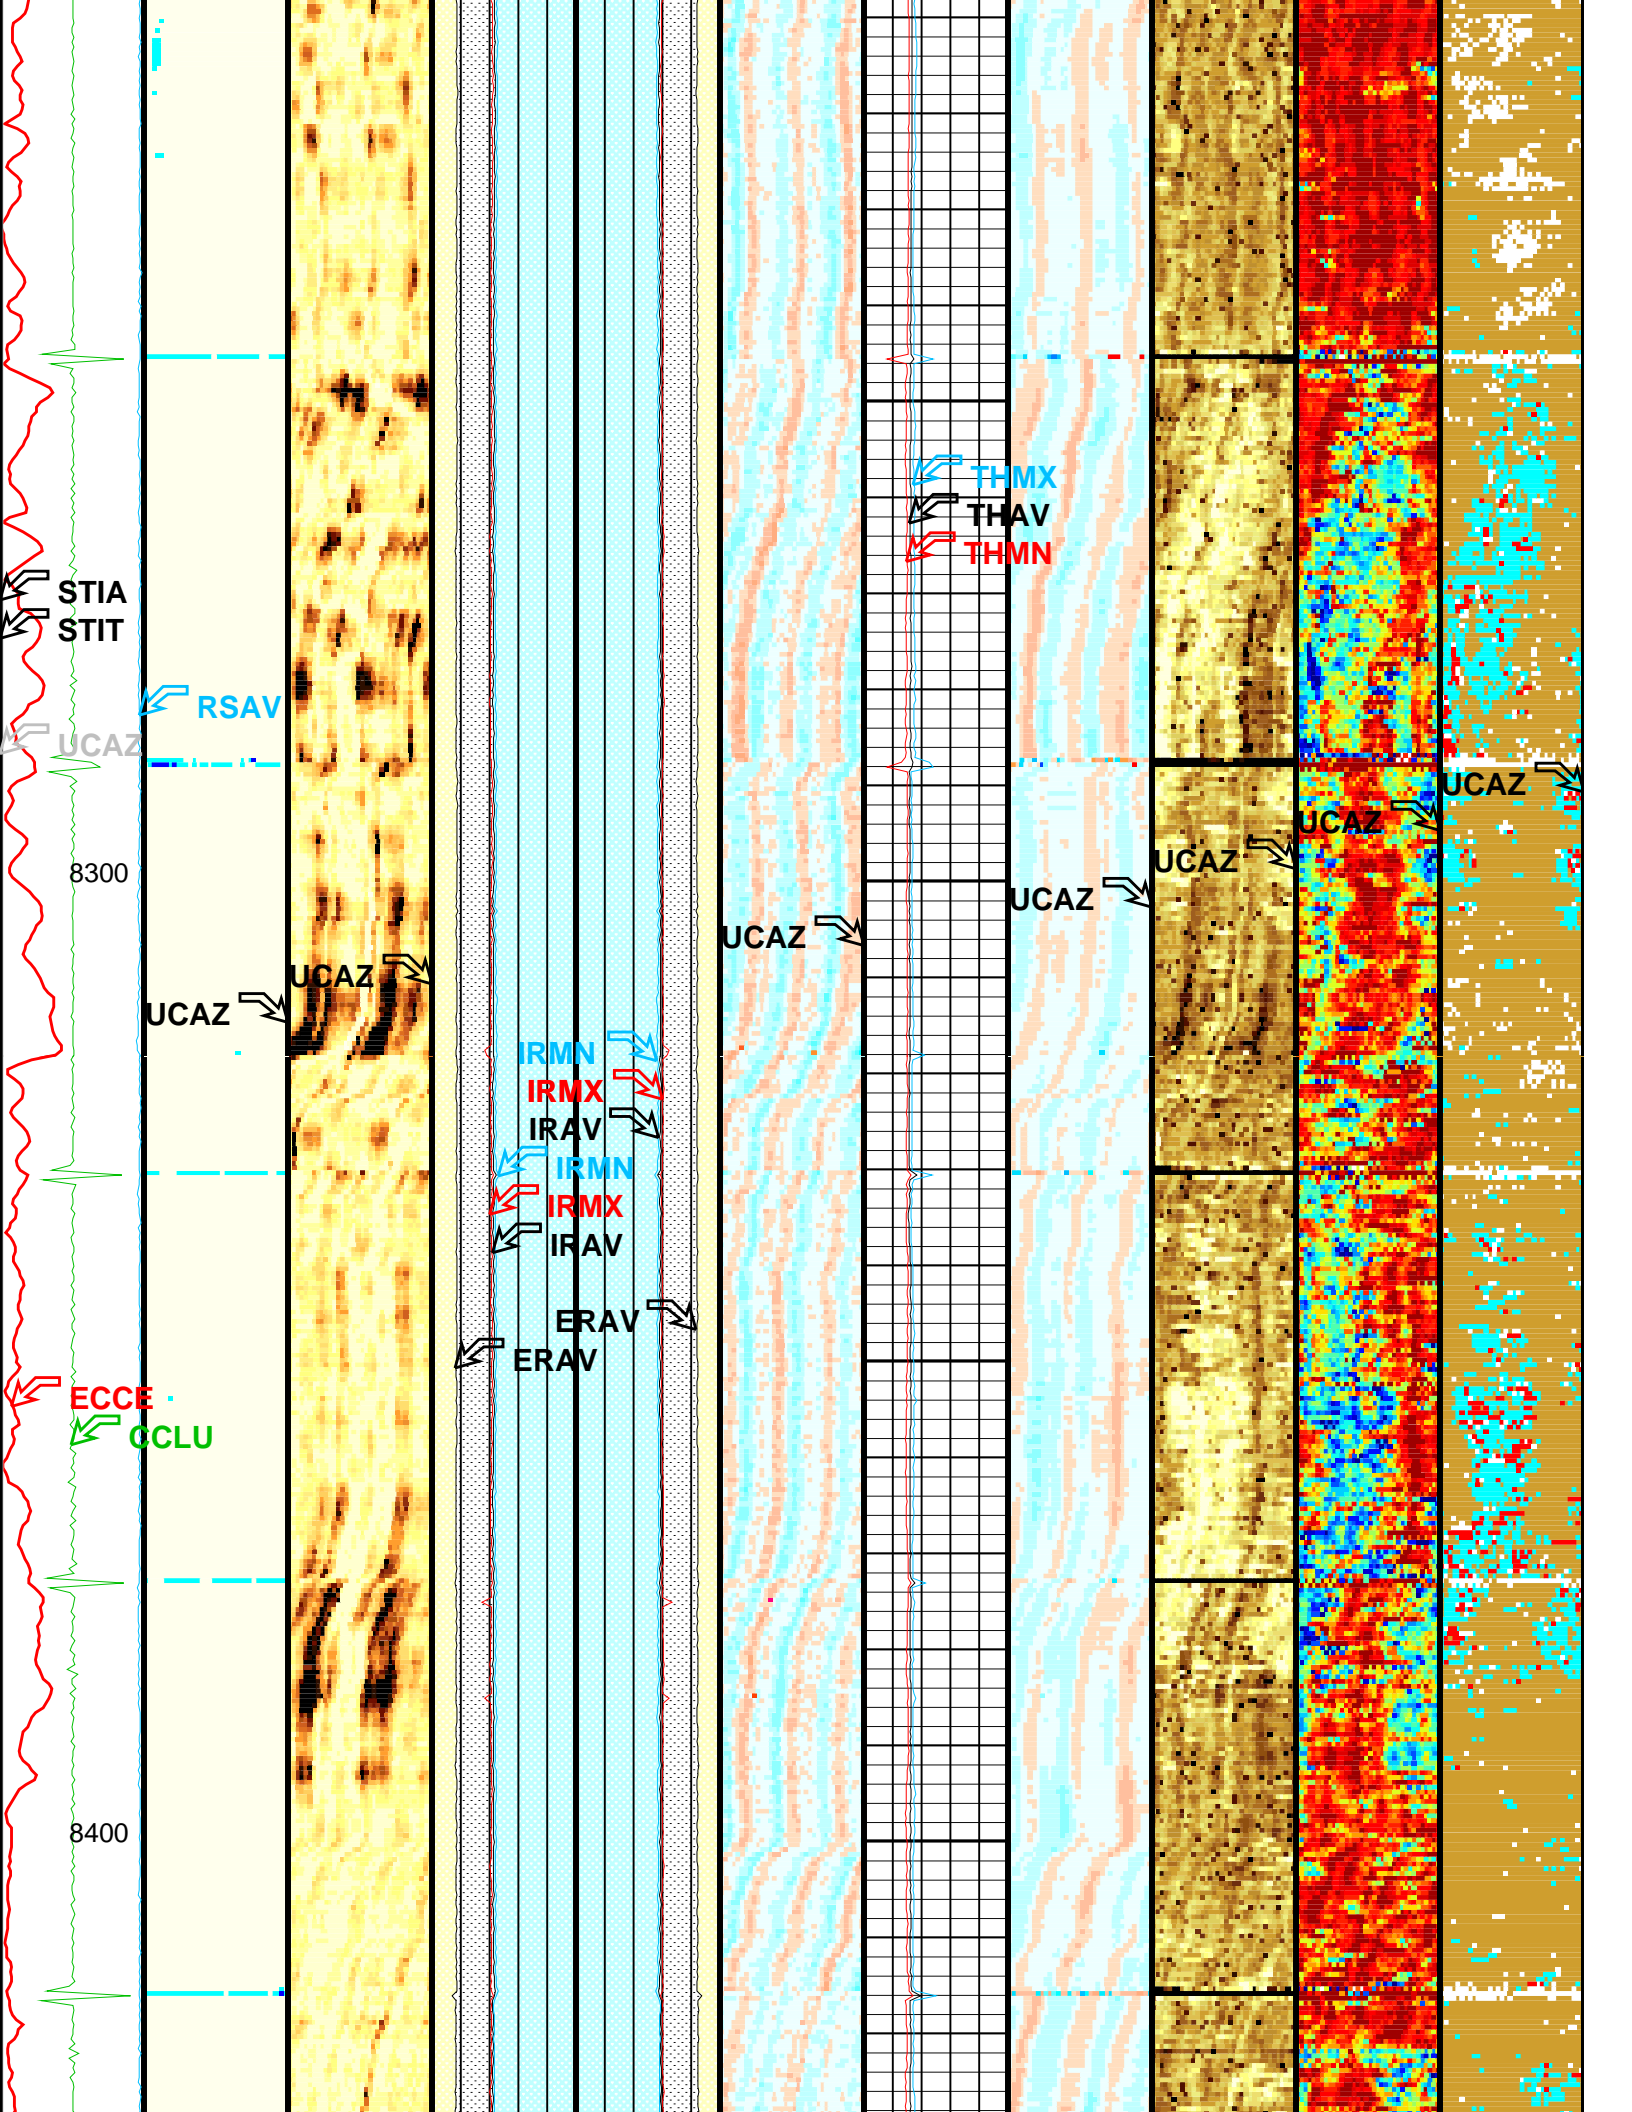 THMX
THAV
THMN
STIA
STIT
RSAV
UCAZ
UCAZ
UCAZ
UCAZ
8300
UCAZ
UCAZ
UCAZ
UCAZ
IRMN
IRMX
IRAV
IRMN
IRMX
IRAV
ERAV
ERAV
ECCE
CCLU
8400